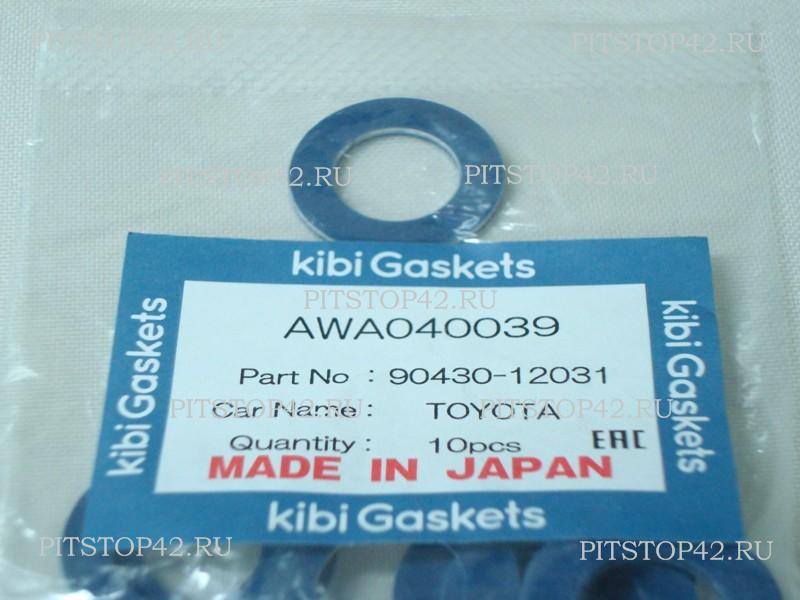 PITSTOP42.RU PITSTOP42.RU
PITSTOP42.RU PITSTOP42.RU
kibi Gaskets
PITSTOP42.RU
AWA040039
Part No : 90430-12031
Car Name : TOYOTA
PITSTOP42.RU PITSTOP42.RU
Quantity : 10pcs EAC
MADE IN JAPAN
kibi Gaskets
kibi Gaskets
kibi Gaskets
PITSTOP42.RU PITSTOP42.RU